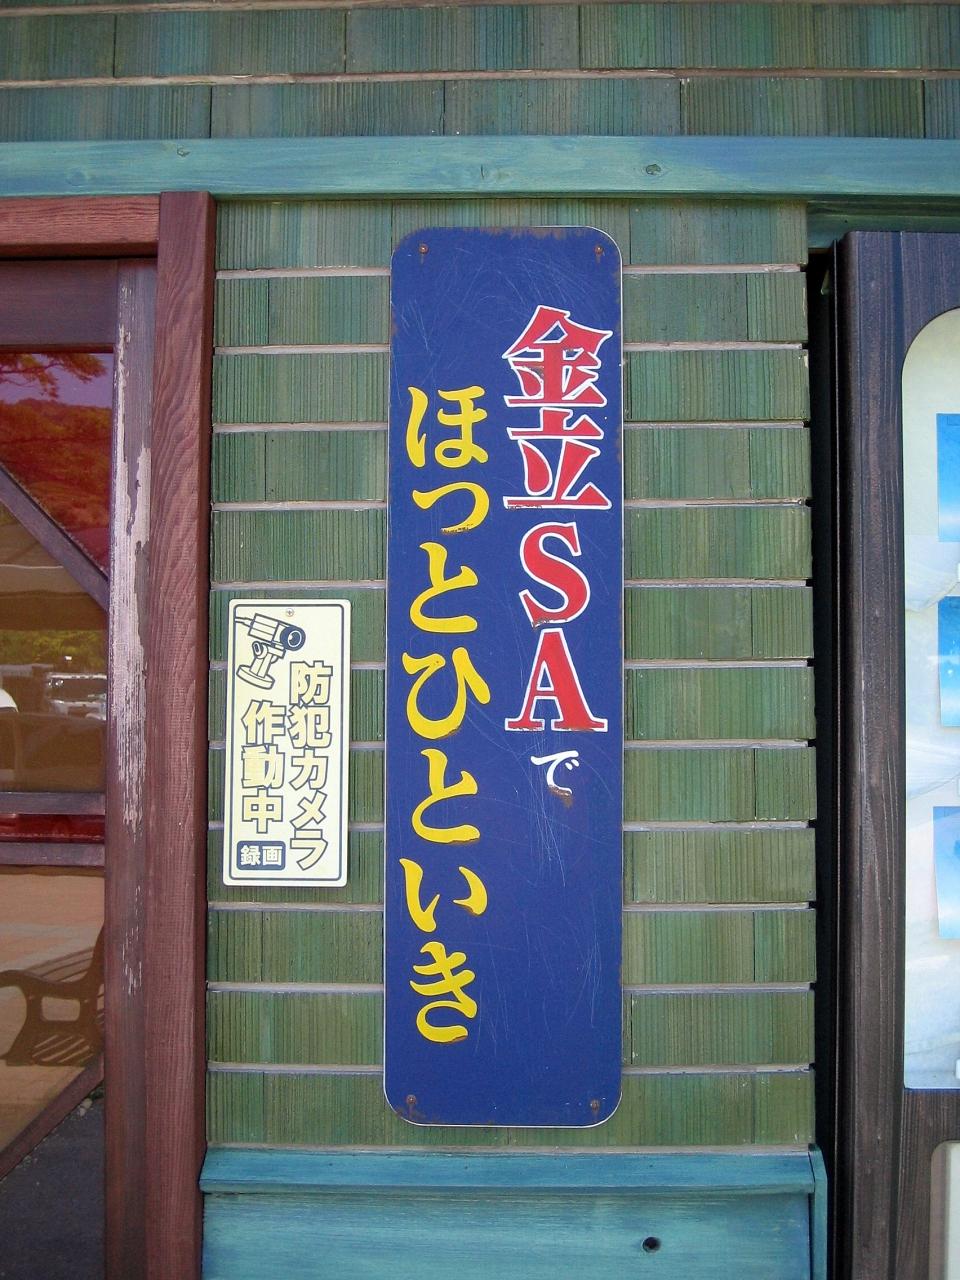 金立SAで
ほっとひといき
防犯カメラ
作動中
録画